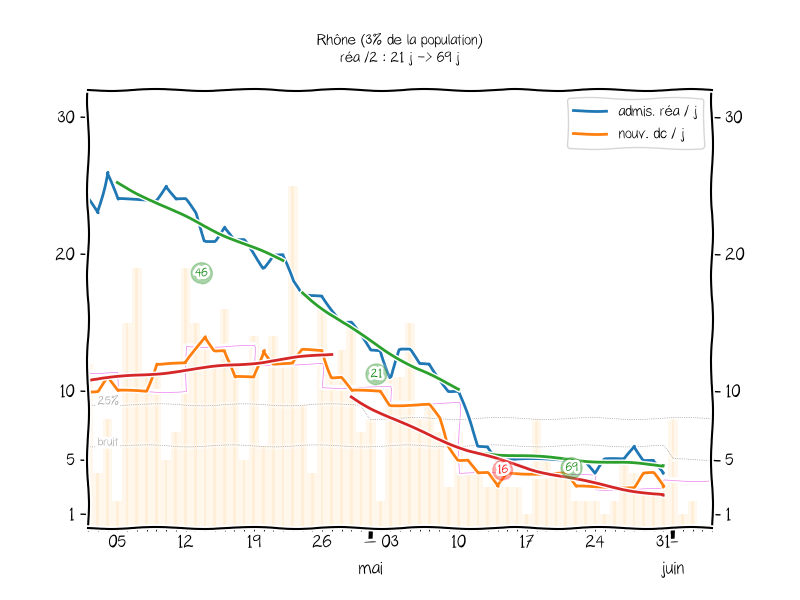 Rhône (3% de la population)
réa /2 : 21 j -> 69 j
admis. réa / j
nouv. dc / j
30
30
20
20
10
10
5
5
1
1
46
21
16
69
25%
bruit
05 12 19 26 03 10 17 24 31
mai juin